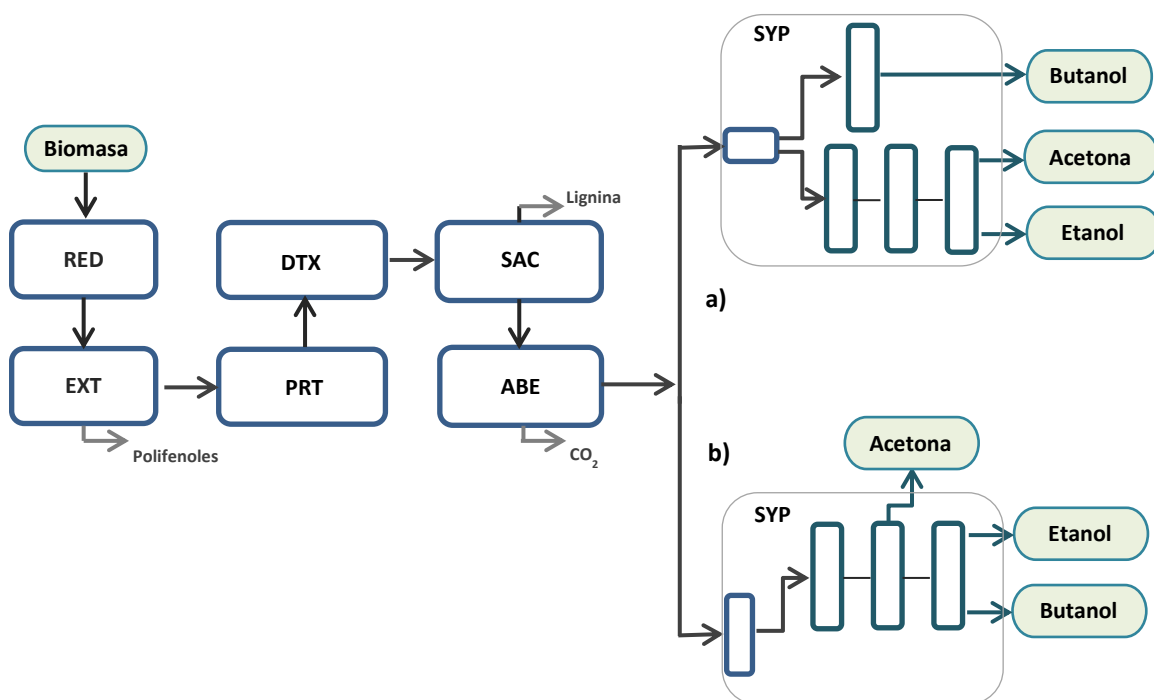 Biomasa
RED
EXT
Polifenoles
PRT
DTX
SAC
Lignina
ABE
CO₂
a)
SYP
Butanol
Acetona
Etanol
b)
SYP
Acetona
Etanol
Butanol